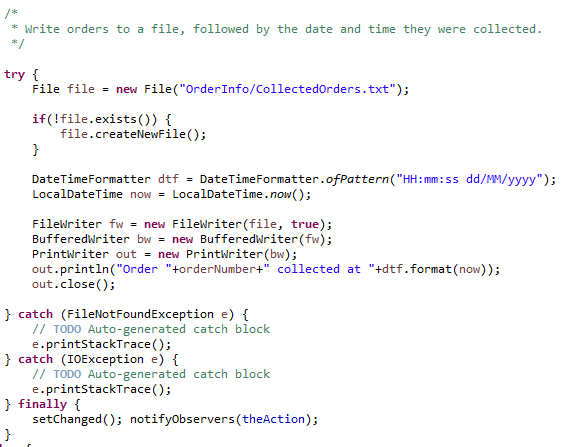 /*
 * Write orders to a file, followed by the date and time they were collected.
 */
try {
    File file = new File("OrderInfo/CollectedOrders.txt");
    if(!file.exists()) {
        file.createNewFile();
    }
    DateTimeFormatter dtf = DateTimeFormatter.ofPattern("HH:mm:ss dd/MM/yyyy");
    LocalDateTime now = LocalDateTime.now();
    FileWriter fw = new FileWriter(file, true);
    BufferedWriter bw = new BufferedWriter(fw);
    PrintWriter out = new PrintWriter(bw);
    out.println("Order "+orderNumber+" collected at "+dtf.format(now));
    out.close();
} catch (FileNotFoundException e) {
    // TODO Auto-generated catch block
    e.printStackTrace();
} catch (IOException e) {
    // TODO Auto-generated catch block
    e.printStackTrace();
} finally {
    setChanged(); notifyObservers(theAction);
}